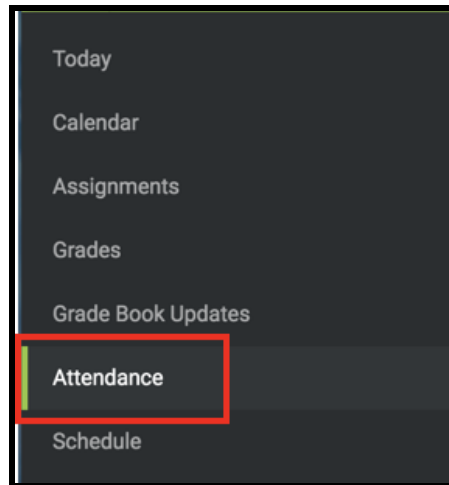 Today
Calendar
Assignments
Grades
Grade Book Updates
Attendance
Schedule